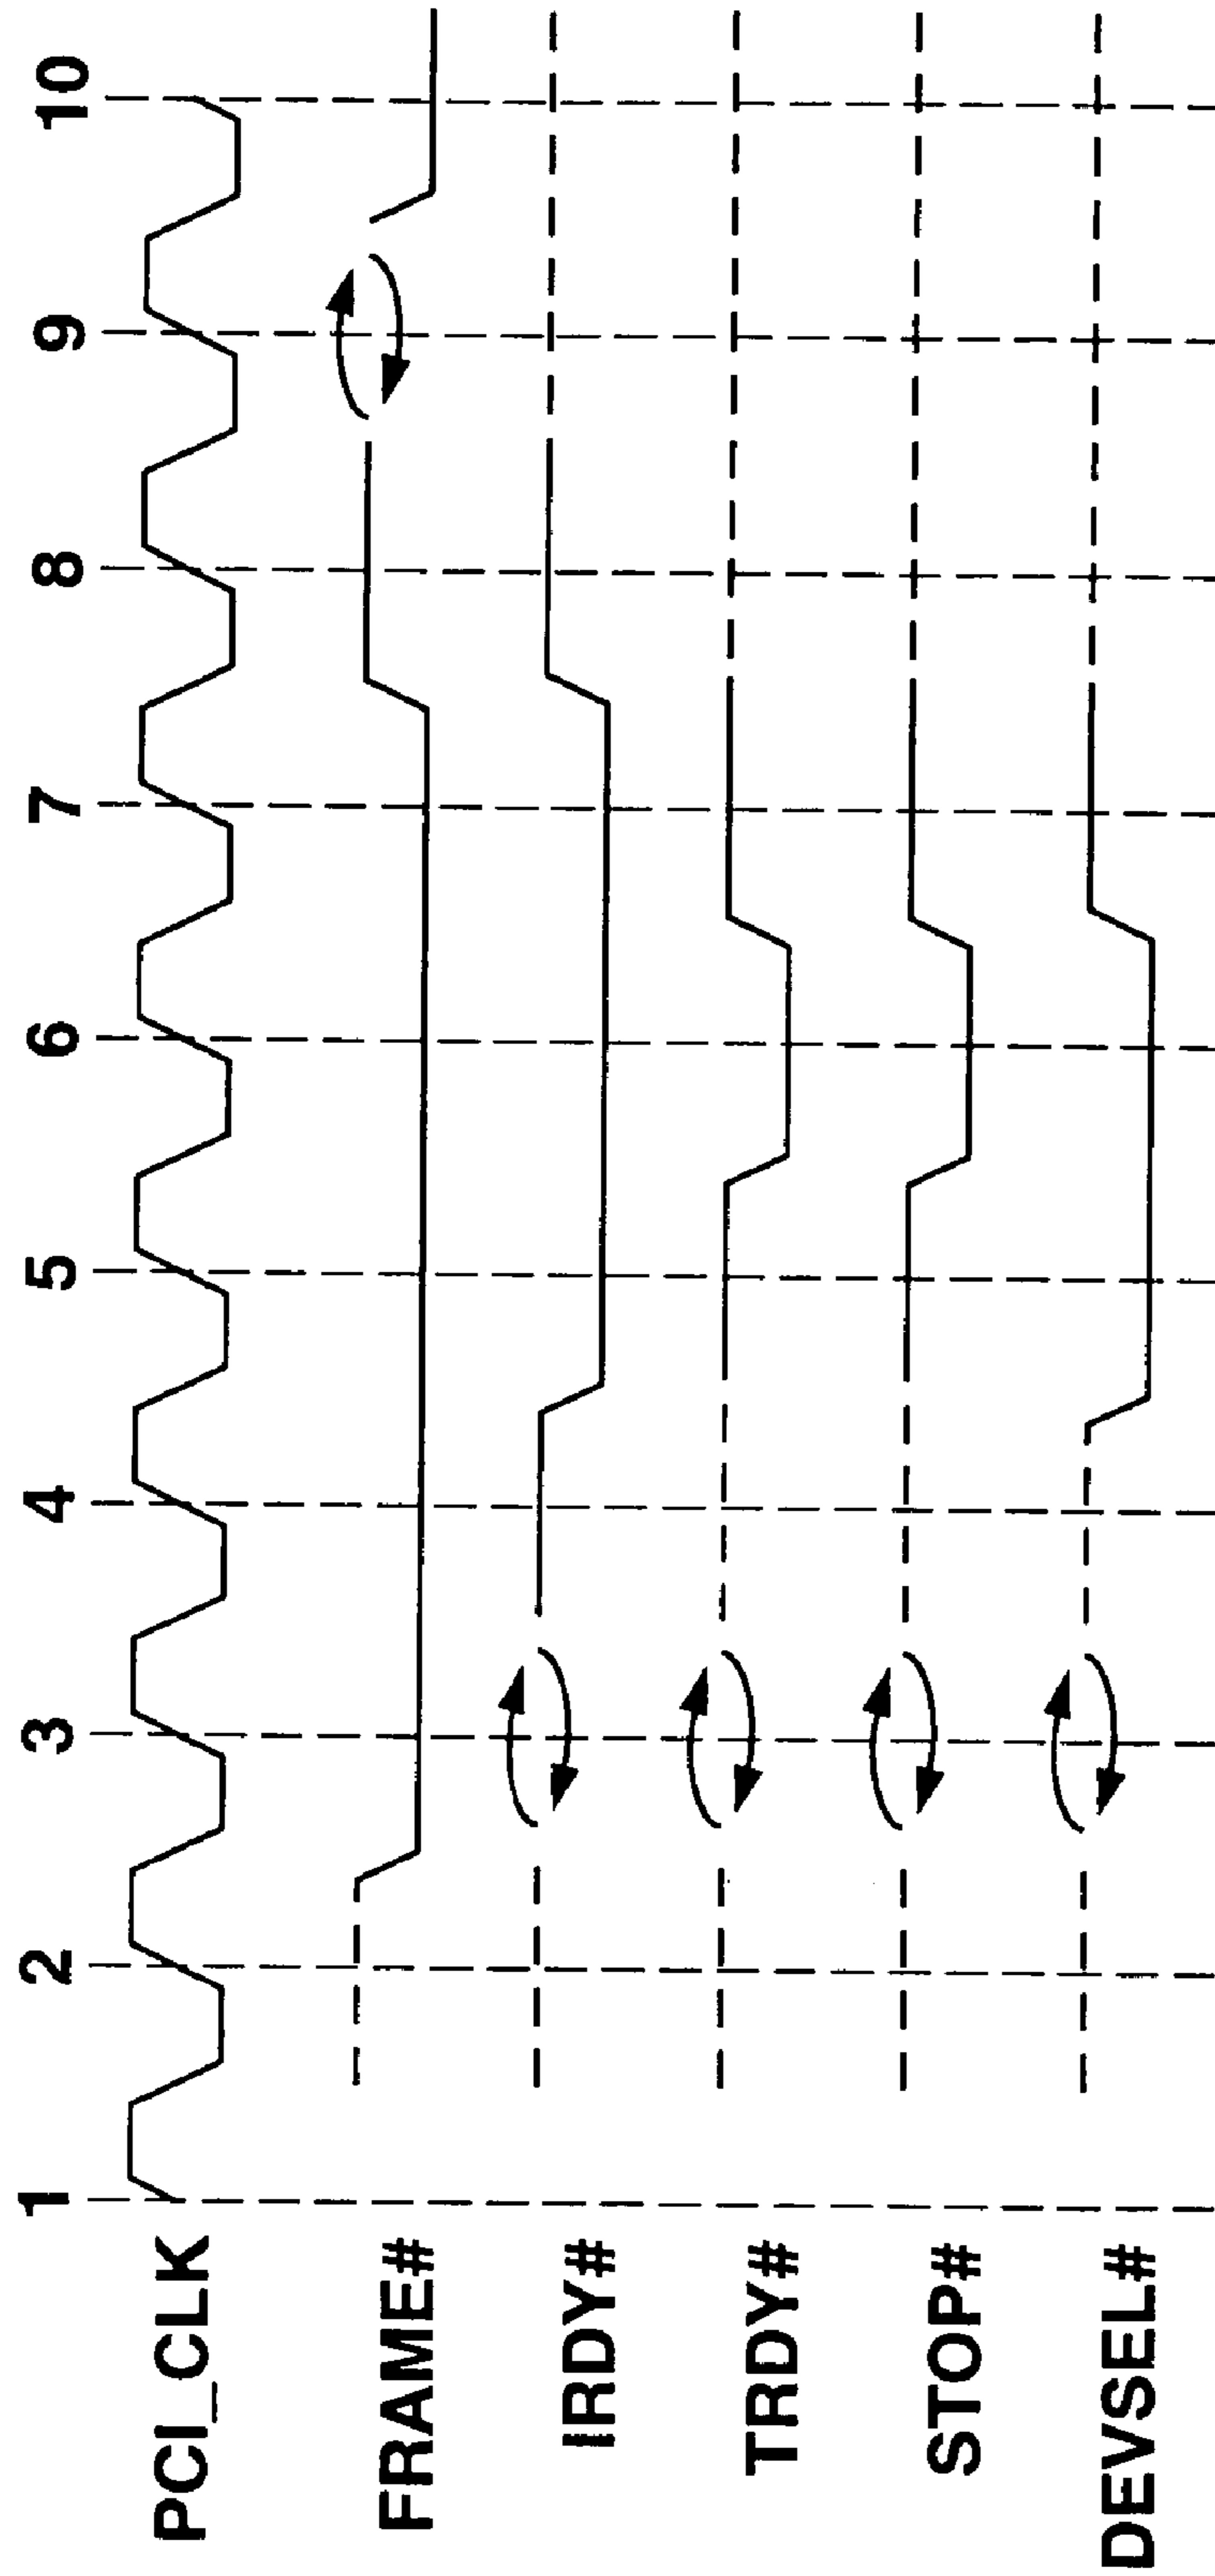 1 2 3 4 5 6 7 8 9 10
PCI_CLK
FRAME#
IRDY#
TRDY#
STOP#
DEVSEL#